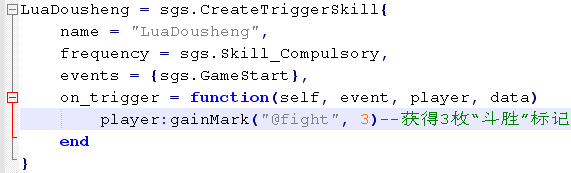 LuaDousheng = sgs.CreateTriggerSkill{
    name = "LuaDousheng",
    frequency = sgs.Skill_Compulsory,
    events = {sgs.GameStart},
    on_trigger = function(self, event, player, data)
        player:gainMark("@fight", 3)--获得3枚“斗胜”标记
    end
}